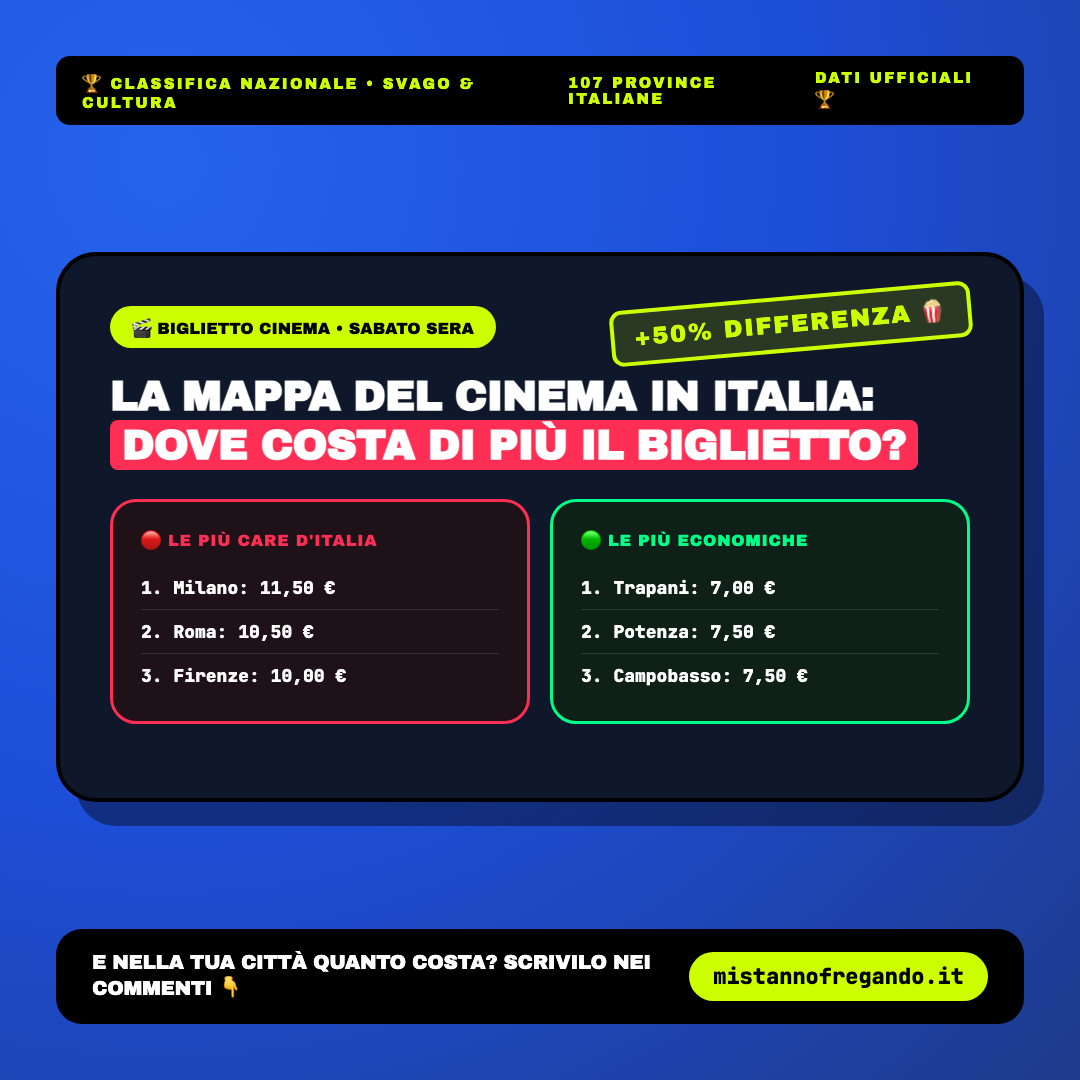 🏆 CLASSIFICA NAZIONALE • SVAGO &
CULTURA
107 PROVINCE
ITALIANE
DATI UFFICIALI
🏆
🎬 BIGLIETTO CINEMA • SABATO SERA
+50% DIFFERENZA 🍿
LA MAPPA DEL CINEMA IN ITALIA:
DOVE COSTA DI PIÙ IL BIGLIETTO?
🔴 LE PIÙ CARE D'ITALIA
1. Milano: 11,50 €
2. Roma: 10,50 €
3. Firenze: 10,00 €
🟢 LE PIÙ ECONOMICHE
1. Trapani: 7,00 €
2. Potenza: 7,50 €
3. Campobasso: 7,50 €
E NELLA TUA CITTÀ QUANTO COSTA? SCRIVILO NEI
COMMENTI 👇
mistannofregando.it